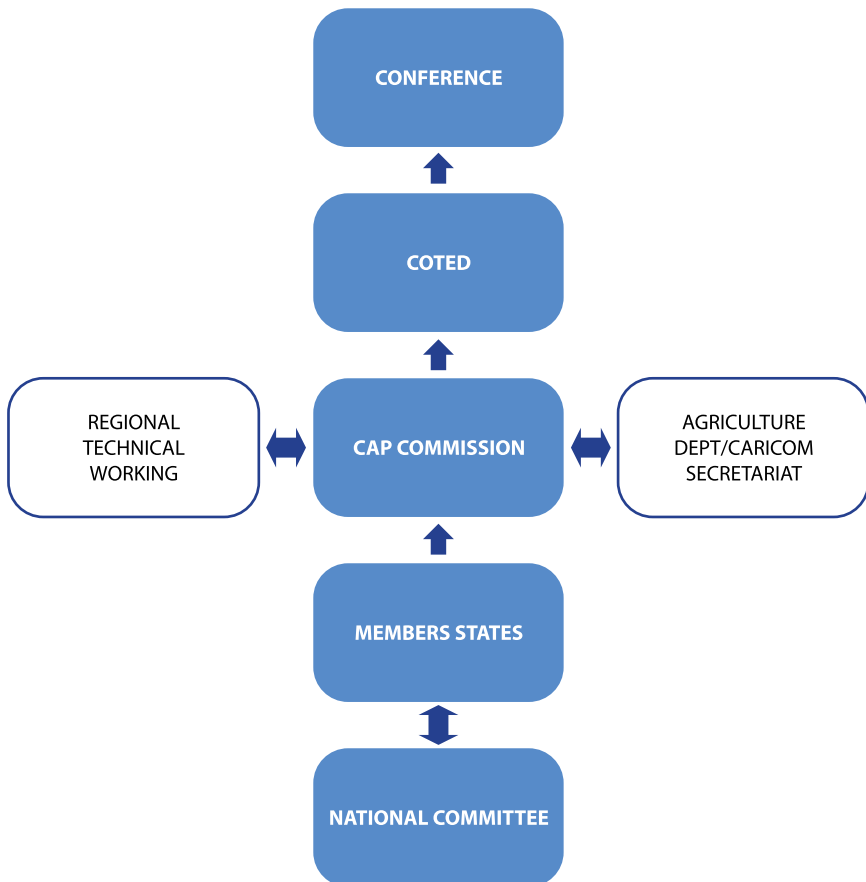 CONFERENCE
COTED
REGIONAL
TECHNICAL
WORKING
CAP COMMISSION
AGRICULTURE
DEPT/CARICOM
SECRETARIAT
MEMBERS STATES
NATIONAL COMMITTEE